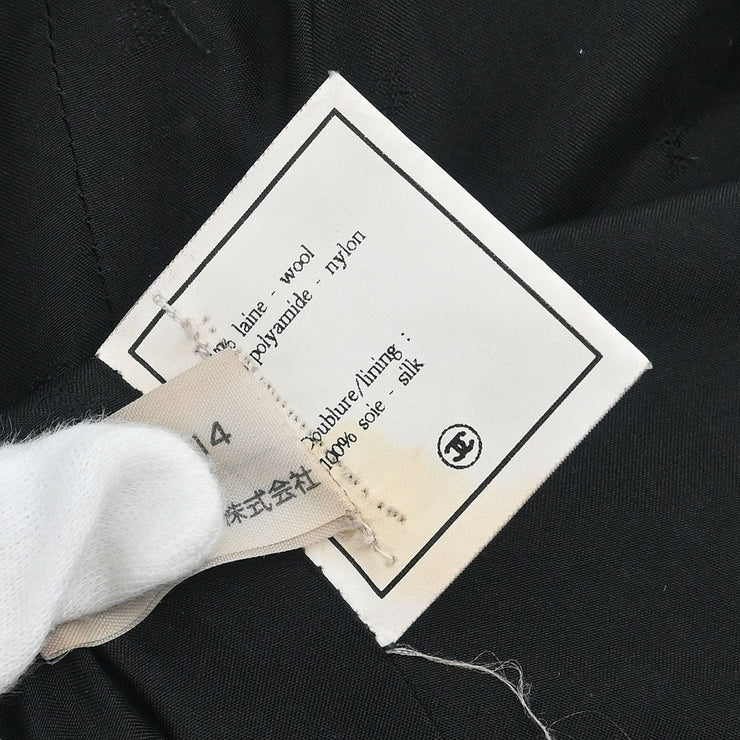 % laine - wool
polyamide - nylon
Doublure/lining :
100% soie - silk
14
株式会社